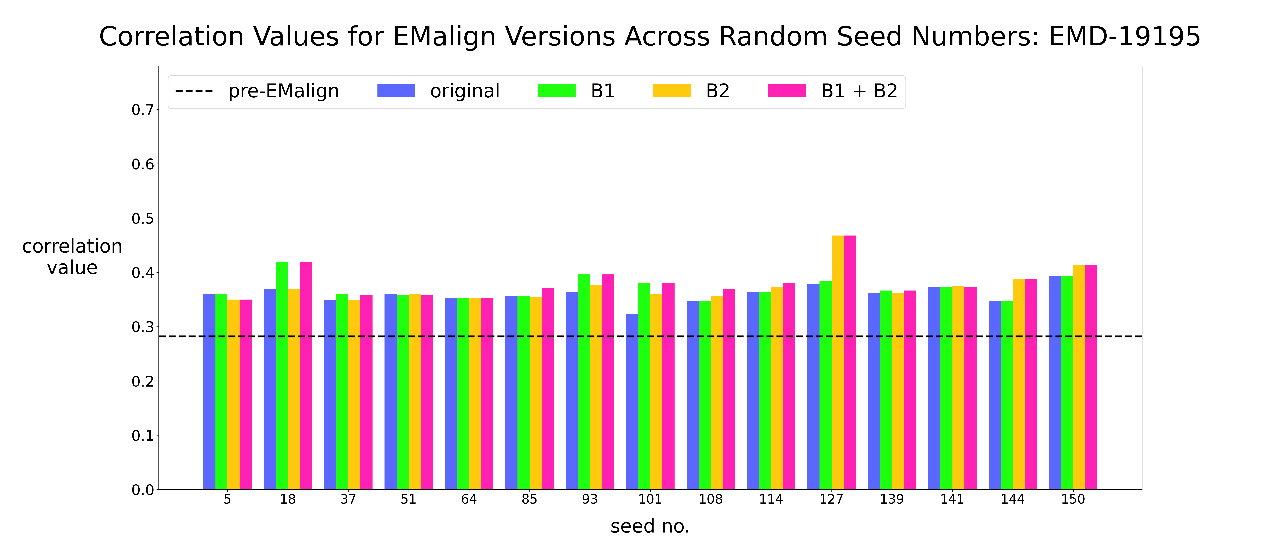 Correlation Values for EMalign Versions Across Random Seed Numbers: EMD-19195
pre-EMalign original B1 B2 B1 + B2
0.7
0.6
0.5
0.4
0.3
0.2
0.1
0.0
correlation
value
5 18 37 51 64 85 93 101 108 114 127 139 141 144 150
seed no.